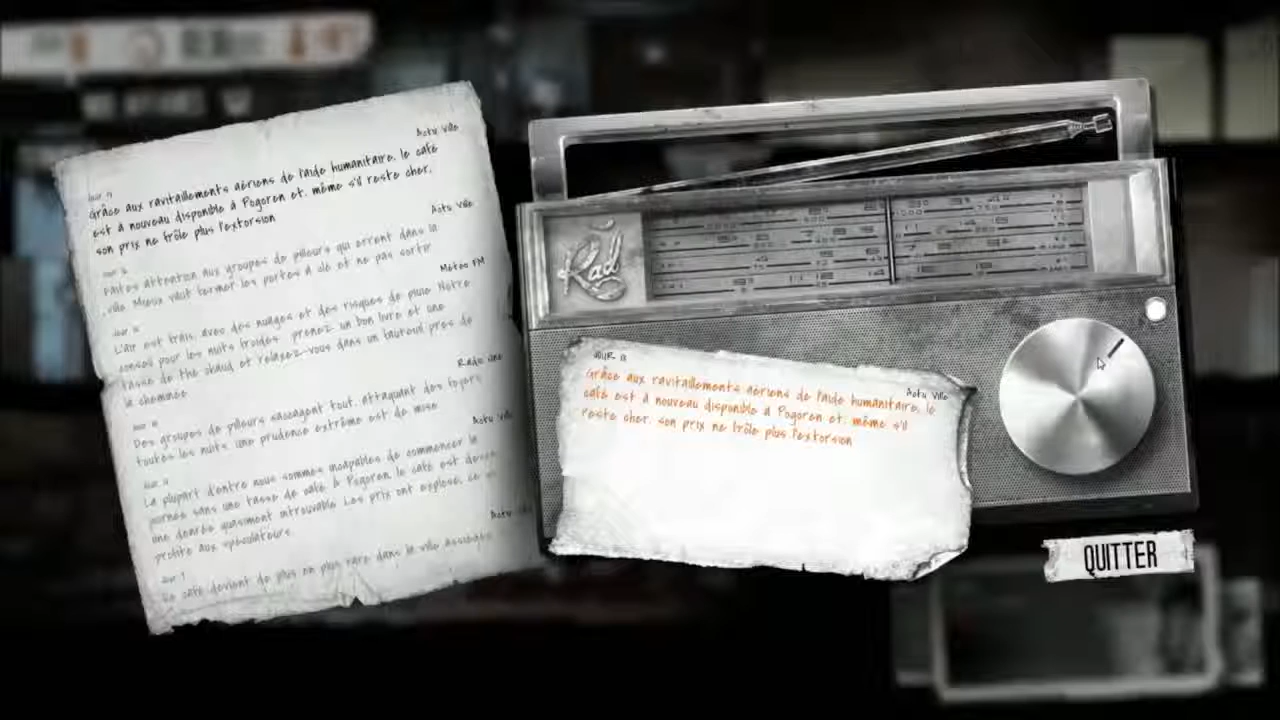 Actu Ville
Grâce aux ravitaillements aériens de l'aide humanitaire, le café
est à nouveau disponible à Pogoren et, même s'il reste cher,
son prix ne frôle plus l'extorsion
Actu Ville
Faites attention aux groupes de pilleurs qui errent dans la
ville. Mieux vaut fermer les portes à clé et ne pas sortir
Météo FM
L'air est frais, avec des nuages et des risques de pluie Notre
conseil pour les nuits froides prenez un bon livre et une
tasse de thé chaud et relaxez-vous dans un fauteuil près de
la cheminée
Radio Une
Des groupes de pilleurs saccagent tout, attaquant des foyers
toutes les nuits une prudence extrême est de mise
Actu Ville
La plupart d'entre nous sommes incapables de commencer la
journée sans une tasse de café à Pogoren, le café est
une denrée quasiment introuvable Les prix ont explosé, ce
profite aux spéculateurs
Actu
Le café devient de plus en plus rare dans la ville assiégée
Rad
JOUR
Actu Ville
Grâce aux ravitaillements aériens de l'aide humanitaire, le
café est à nouveau disponible à Pogoren et, même s'il
reste cher, son prix ne frôle plus l'extorsion
QUITTER